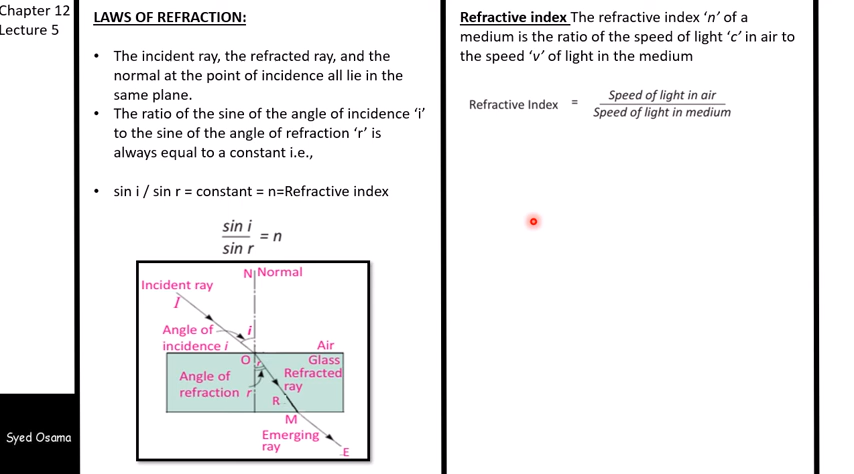 Chapter 12
Lecture 5
Syed Osama
LAWS OF REFRACTION:
• The incident ray, the refracted ray, and the
normal at the point of incidence all lie in the
same plane.
• The ratio of the sine of the angle of incidence ‘i’
to the sine of the angle of refraction ‘r’ is
always equal to a constant i.e.,
• sin i / sin r = constant = n=Refractive index
sin i
= n
sin r
N Normal
Incident ray
I
Angle of
incidence i
i
Air
O r
Glass
Angle of
refraction r
Refracted
ray
R
M
Emerging
ray
E
Refractive index The refractive index ‘n’ of a
medium is the ratio of the speed of light ‘c’ in air to
the speed ‘v’ of light in the medium
Refractive Index =
Speed of light in air
Speed of light in medium